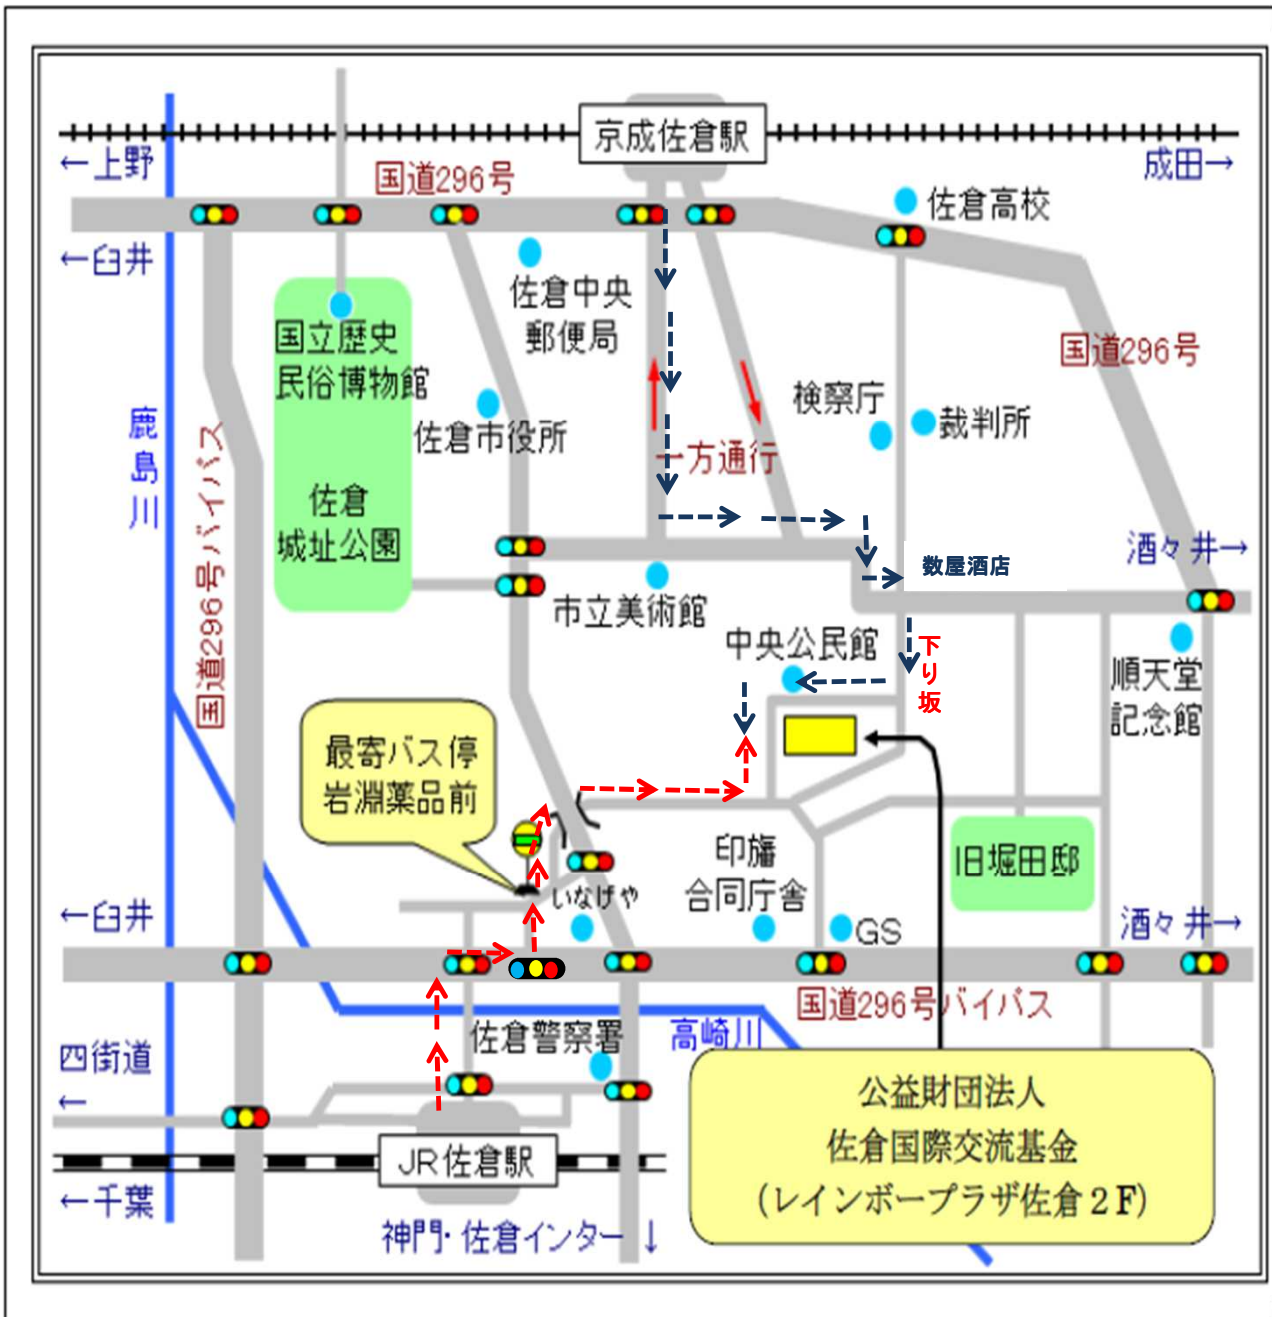 京成佐倉駅
←上野
成田→
国道296号
佐倉高校
←臼井
佐倉中央
郵便局
国立歴史
民俗博物館
国道296号
検察庁
裁判所
佐倉市役所
鹿島川
国道296号バイパス
一方通行
佐倉
城址公園
酒々井→
数屋酒店
市立美術館
中央公民館
下り坂
順天堂
記念館
最寄バス停
岩淵薬品前
印旛
合同庁舎
旧堀田邸
いなげや
←臼井
GS
酒々井→
国道296号バイパス
佐倉警察署
高崎川
四街道
←
公益財団法人
佐倉国際交流基金
(レインボープラザ佐倉2F)
JR佐倉駅
←千葉
神門・佐倉インター↓